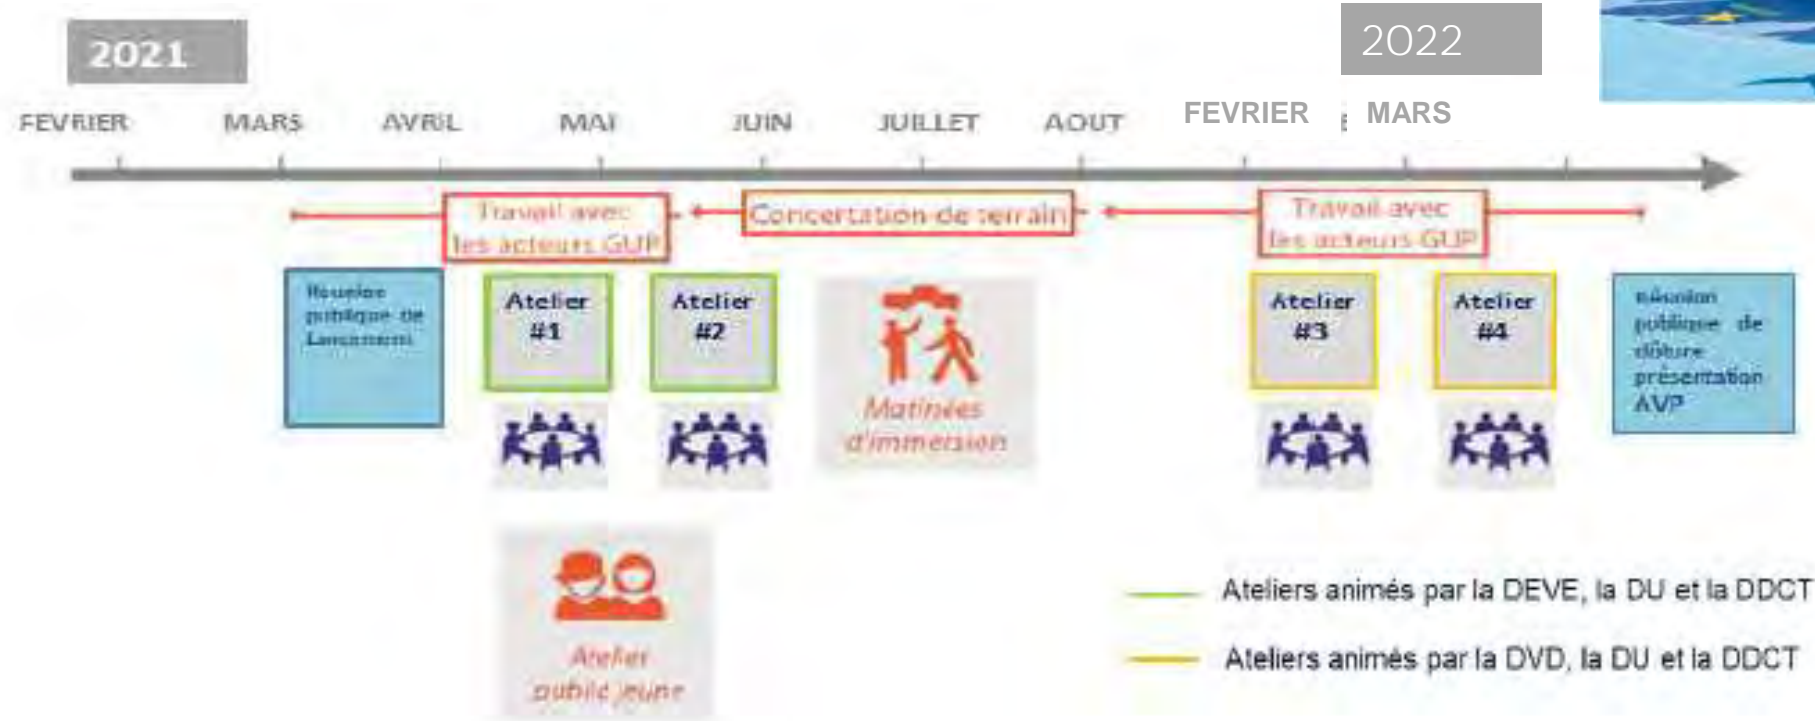 2021
2022
FEVRIER MARS AVRIL MAI JUIN JUILLET AOUT FEVRIER MARS
Travail avec
les acteurs GUP
Concertation de terrain
Travail avec
les acteurs GUP
Réunion
publique de
Lancement
Atelier
#1
Atelier
#2
Matinées
d'immersion
Atelier
#3
Atelier
#4
Réunion
publique de
clôture
présentation
AVP
Atelier
public jeune
Ateliers animés par la DEVE, la DU et la DDCT
Ateliers animés par la DVD, la DU et la DDCT